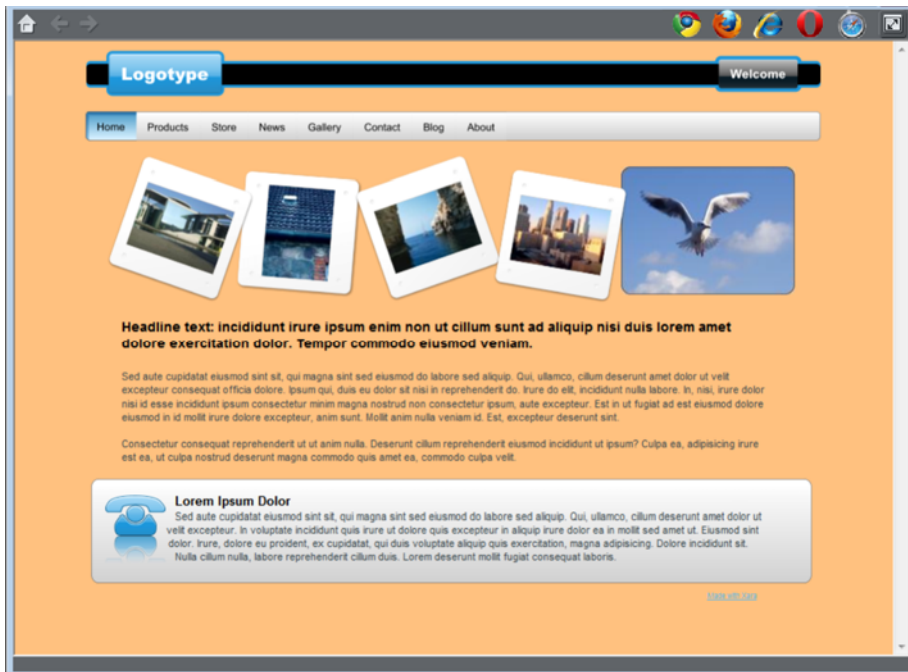 Logotype
Welcome
Home Products Store News Gallery Contact Blog About
Headline text: incididunt irure ipsum enim non ut cillum sunt ad aliquip nisi duis lorem amet
dolore exercitation dolor. Tempor commodo eiusmod veniam.
Sed aute cupidatat eiusmod sint sit, qui magna sint sed eiusmod do labore sed aliquip. Qui, ullamco, cillum deserunt amet dolor ut velit
excepteur consequat officia dolore. Ipsum qui, duis eu dolor sit nisi in reprehenderit do. Irure do elit, incididunt nulla labore. In, nisi, irure dolor
nisi id esse incididunt ipsum consectetur minim magna nostrud non consectetur ipsum, aute excepteur. Est in ut fugiat ad est eiusmod dolore
eiusmod in id mollit irure dolore excepteur, anim sunt. Mollit anim nulla veniam id. Est, excepteur deserunt sint.
Consectetur consequat reprehenderit ut ut anim nulla. Deserunt cillum reprehenderit eiusmod incididunt ut ipsum? Culpa ea, adipisicing irure
est ea, ut culpa nostrud deserunt magna commodo quis amet ea, commodo culpa velit.
Lorem Ipsum Dolor
Sed aute cupidatat eiusmod sint sit, qui magna sint sed eiusmod do labore sed aliquip. Qui, ullamco, cillum deserunt amet dolor ut
velit excepteur. In voluptate incididunt quis irure ut dolore quis excepteur in aliquip irure dolor ea in mollit sed amet ut. Eiusmod sint
dolor. Irure, dolore eu proident, ex cupidatat, qui duis voluptate aliquip quis exercitation, magna adipisicing. Dolore incididunt sit.
Nulla cillum nulla, labore reprehenderit cillum duis. Lorem deserunt mollit fugiat consequat laboris.
Made with xara